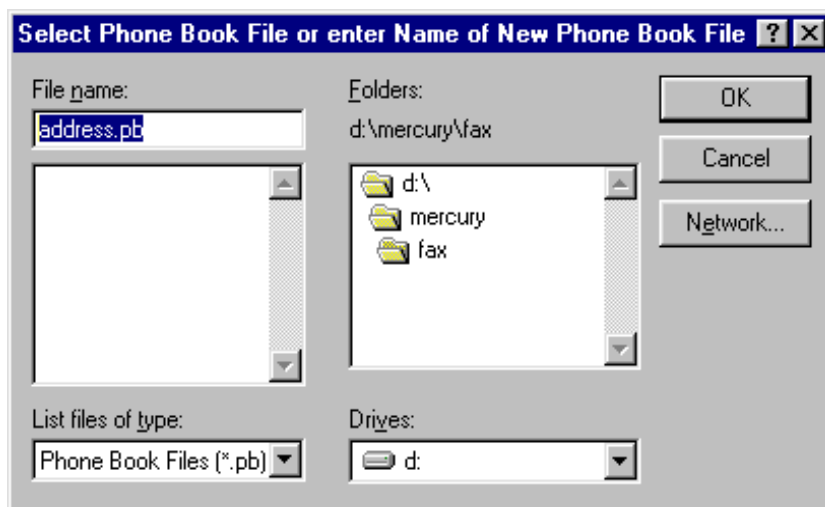 Select Phone Book File or enter Name of New Phone Book File
File name:
address.pb
Folders:
d:\mercury\fax
d:\
mercury
fax
OK
Cancel
Network...
List files of type:
Phone Book Files (*.pb)
Drives:
d: